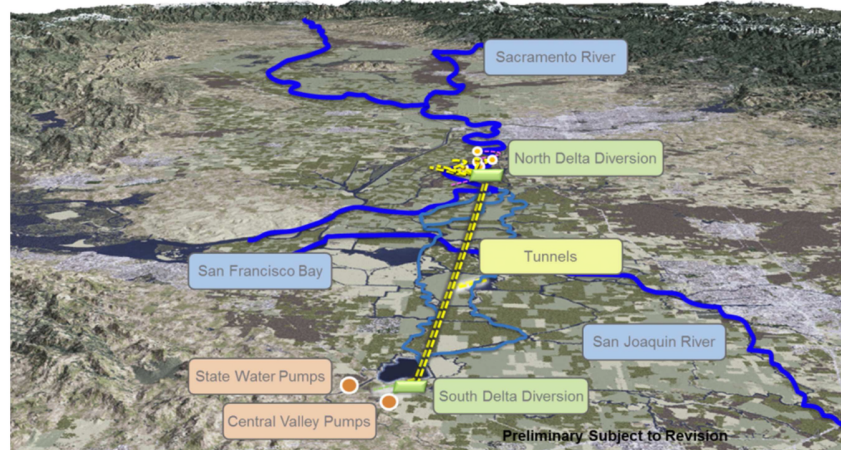 Sacramento River
North Delta Diversion
Tunnels
San Francisco Bay
San Joaquin River
State Water Pumps
South Delta Diversion
Central Valley Pumps
Preliminary Subject to Revision